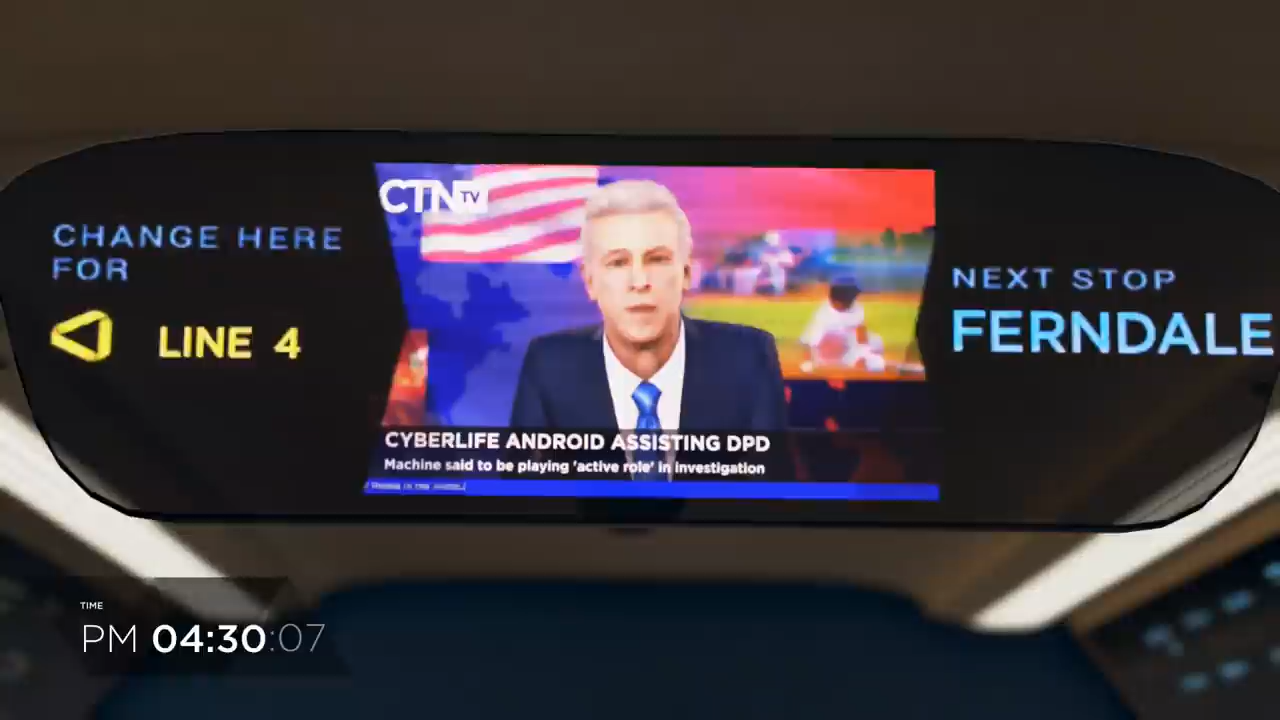 CHANGE HERE
FOR
LINE 4
CTN TV
CYBERLIFE ANDROID ASSISTING DPD
Machine said to be playing 'active role' in investigation
NEXT STOP
FERNDALE
TIME
PM 04:30:07